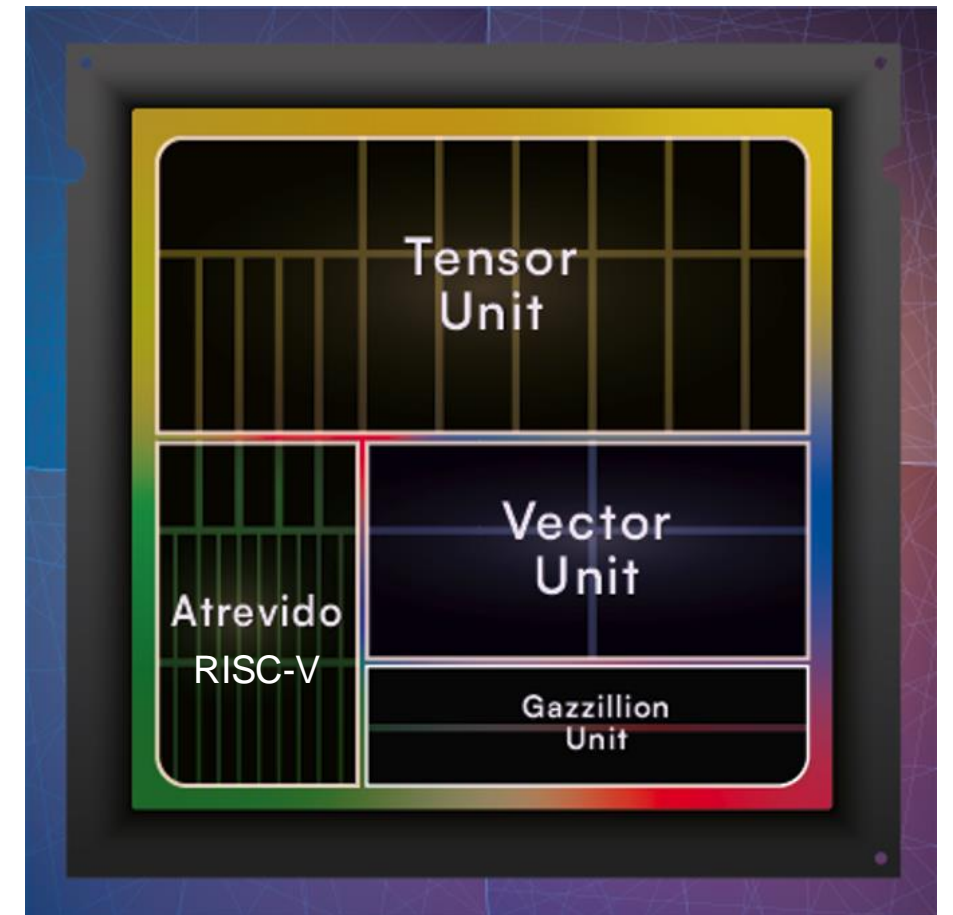 Tensor
Unit
Vector
Unit
Atrevido
RISC-V
Gazzillion
Unit